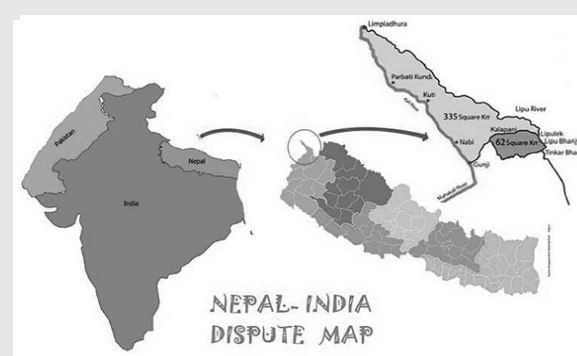 Limpiadhura
Parbati Kundi
Kuti
335 Square Km
Lipu River
Kalapani
Lipulek
62 Square Km
Lipu Bhanj
Nabi
Tinkar Bha
Gunji
Mahakali River
Pakistan
Nepal
India
NEPAL-INDIA
DISPUTE MAP